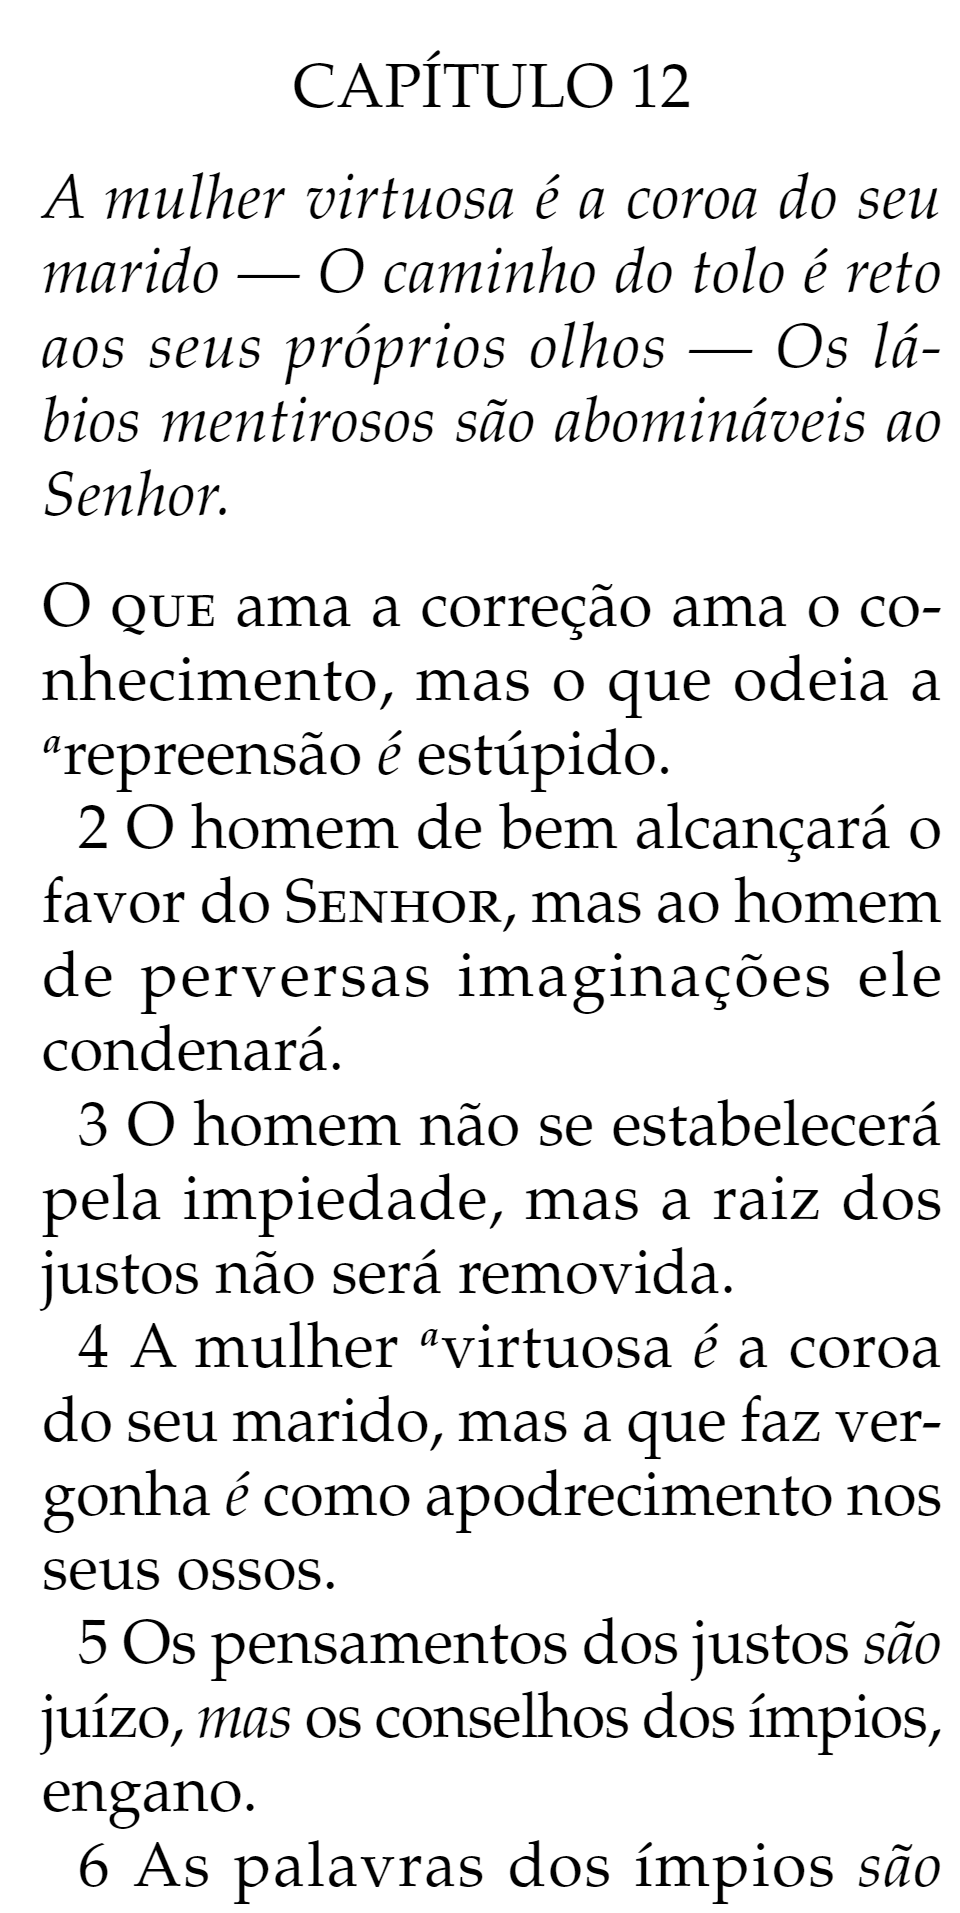 CAPÍTULO 12
A mulher virtuosa é a coroa do seu
marido — O caminho do tolo é reto
aos seus próprios olhos — Os lá-
bios mentirosos são abomináveis ao
Senhor.
O QUE ama a correção ama o co-
nhecimento, mas o que odeia a
arepreensão é estúpido.
2 O homem de bem alcançará o
favor do SENHOR, mas ao homem
de perversas imaginações ele
condenará.
3 O homem não se estabelecerá
pela impiedade, mas a raiz dos
justos não será removida.
4 A mulher avirtuosa é a coroa
do seu marido, mas a que faz ver-
gonha é como apodrecimento nos
seus ossos.
5 Os pensamentos dos justos são
juízo, mas os conselhos dos ímpios,
engano.
6 As palavras dos ímpios são